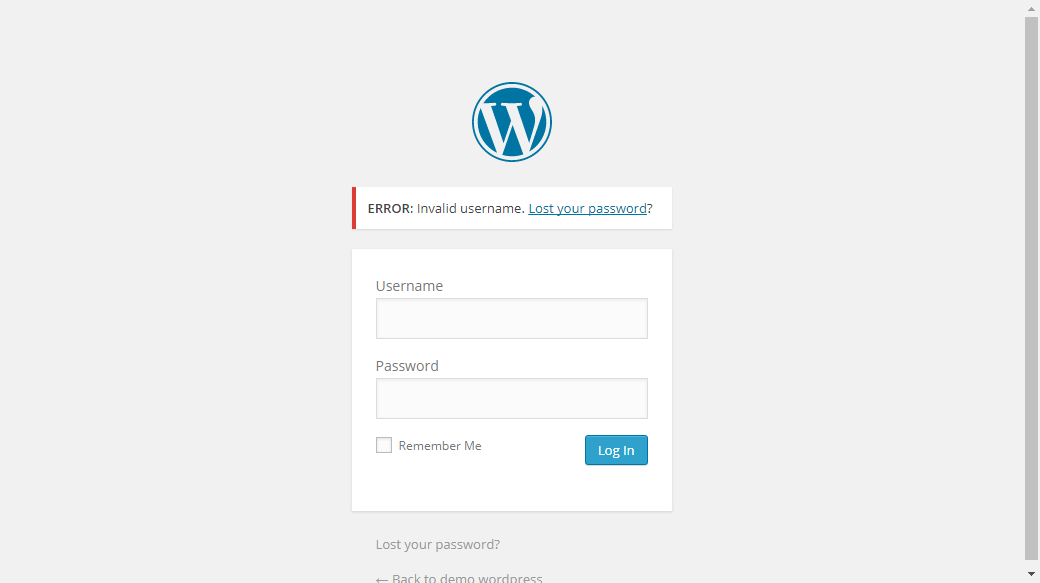 ERROR: Invalid username. Lost your password?
Username
Password
Remember Me
Log In
Lost your password?
← Back to demo wordpress